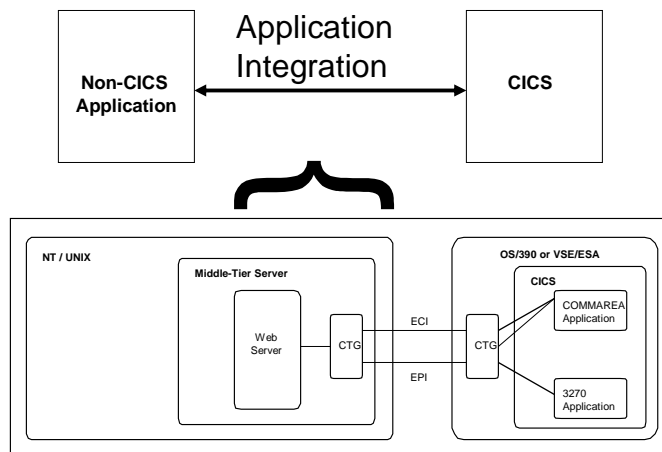 Application
Integration
Non-CICS
Application
CICS
NT / UNIX
OS/390 or VSE/ESA
Middle-Tier Server
CICS
Web
Server
CTG
ECI
EPI
CTG
COMMAREA
Application
3270
Application